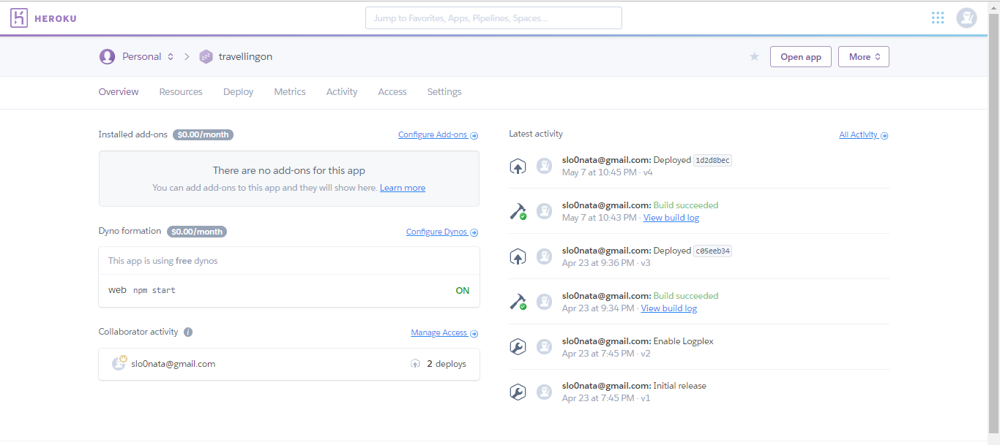 HEROKU
Jump to Favorites, Apps, Pipelines, Spaces...
Personal
zzz
travellingon
Open app
More
Overview
Resources
Deploy
Metrics
Activity
Access
Settings
Installed add-ons $0.00/month
Configure Add-ons
There are no add-ons for this app
You can add add-ons to this app and they will show here. Learn more
Dyno formation $0.00/month
Configure Dynos
This app is using free dynos
web npm start
ON
Collaborator activity i
Manage Access
slo0nata@gmail.com
2 deploys
Latest activity
All Activity
slo0nata@gmail.com: Deployed 1d2d8bec
May 7 at 10:45 PM · v4
slo0nata@gmail.com: Build succeeded
May 7 at 10:43 PM · View build log
slo0nata@gmail.com: Deployed c05eeb34
Apr 23 at 9:36 PM · v3
slo0nata@gmail.com: Build succeeded
Apr 23 at 9:34 PM · View build log
slo0nata@gmail.com: Enable Logplex
Apr 23 at 7:45 PM · v2
slo0nata@gmail.com: Initial release
Apr 23 at 7:45 PM · v1